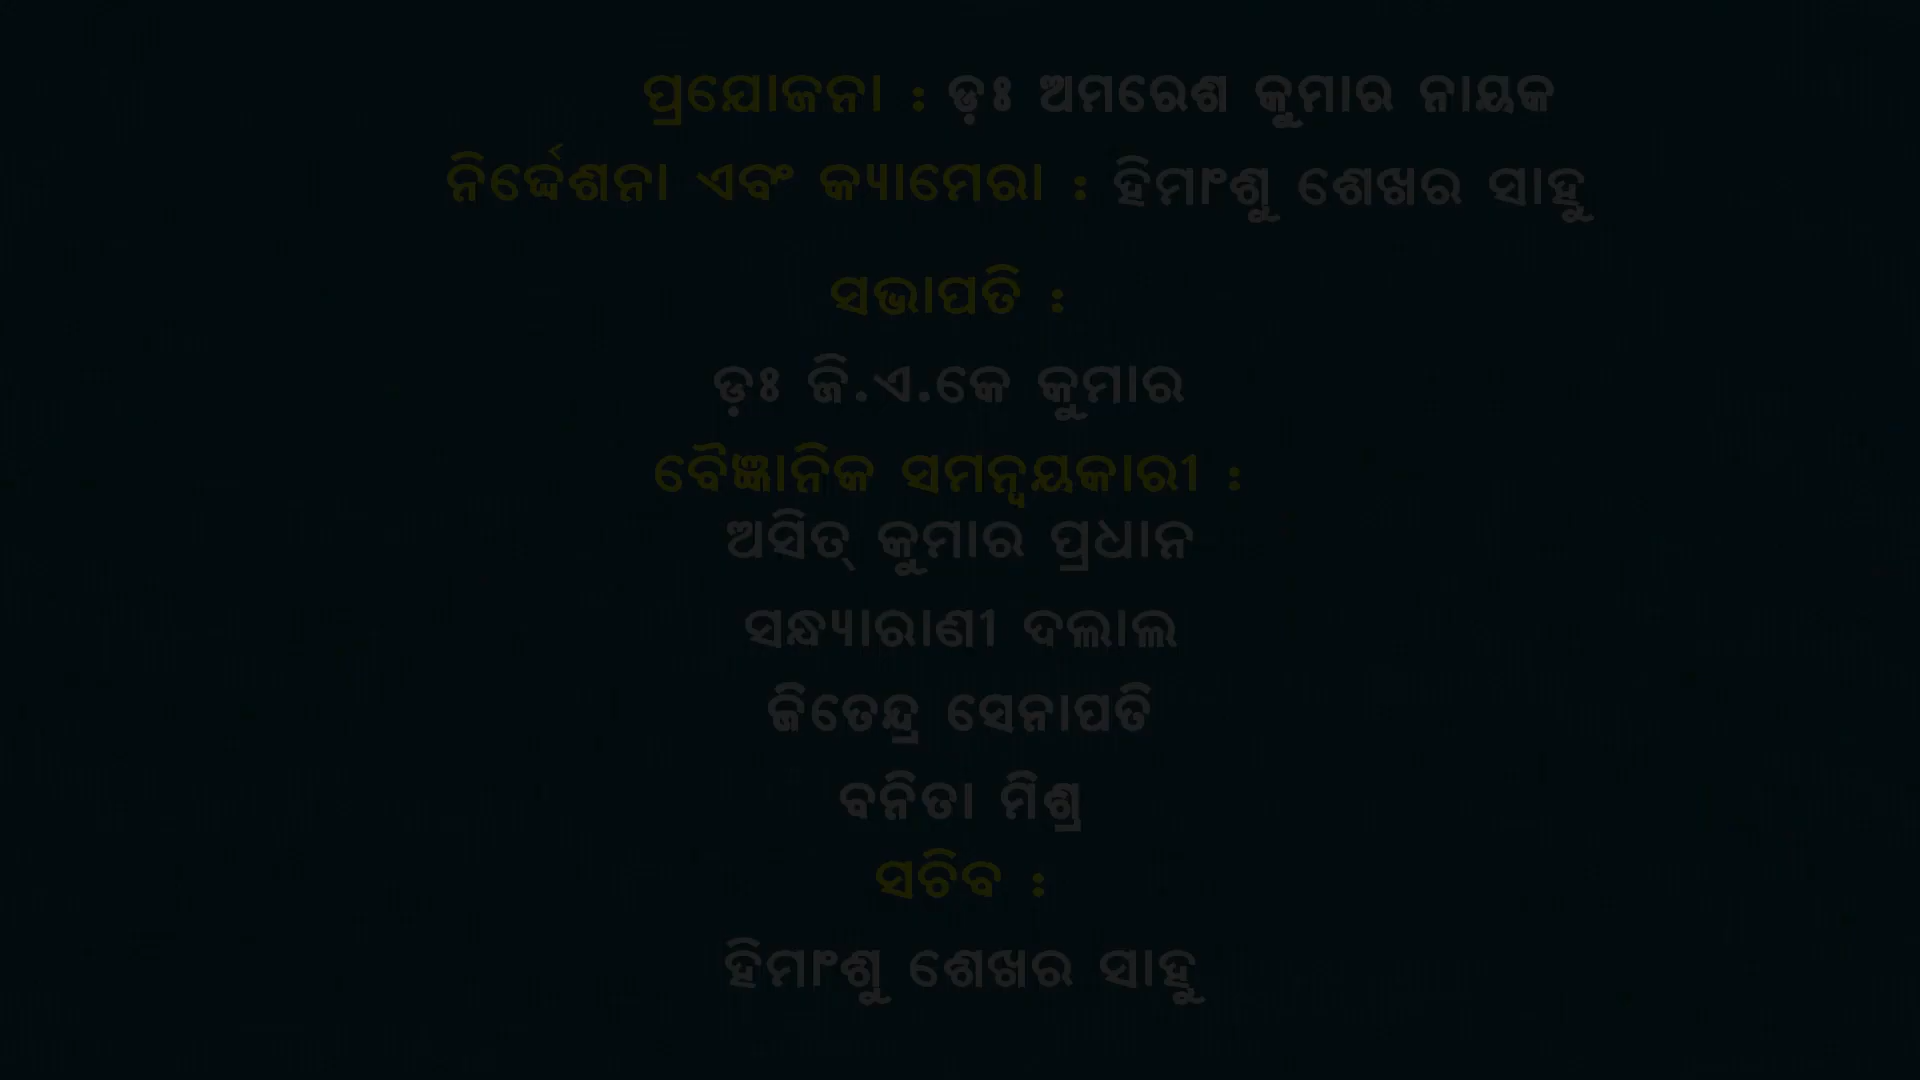 ପ୍ରଯୋଜନା : ଡ଼ଃ ଅମରେଶ କୁମାର ନାୟକ
ନିର୍ଦ୍ଦେଶନା ଏବଂ କ୍ୟାମେରା : ହିମାଂଶୁ ଶେଖର ସାହୁ
ସଭାପତି :
ଡ଼ଃ ଜି.ଏ.କେ କୁମାର
ବୈଜ୍ଞାନିକ ସମନ୍ୱୟକାରୀ :
ଅସିତ୍ କୁମାର ପ୍ରଧାନ
ସନ୍ଧ୍ୟାରାଣୀ ଦଲାଲ
ଜିତେନ୍ଦ୍ର ସେନାପତି
ବନିତା ମିଶ୍ର
ସଚିବ :
ହିମାଂଶୁ ଶେଖର ସାହୁ